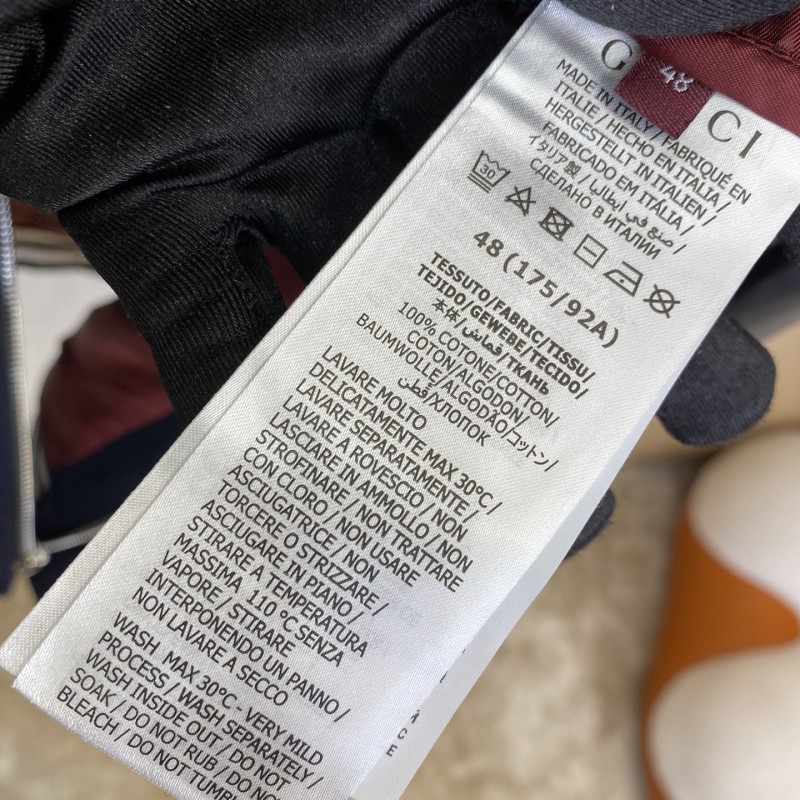 G CI
48
MADE IN ITALY / FABRIQUÉ EN
ITALIE / HECHO EN ITALIA /
HERGESTELLT IN ITALIEN /
FABRICADO EM ITÁLIA /
イタリア製 / صنع في ايطاليا /
СДЕЛАНО В ИТАЛИИ
30
48 (175/92A)
TESSUTO/FABRIC/TISSU/
TEJIDO/GEWEBE/TECIDO/
本体/قماش/ТКАНЬ
100% COTONE/COTTON/
COTON/ALGODON/
BAUMWOLLE/ALGODÃO/コットン/
قطن/ХЛОПОК
LAVARE MOLTO
DELICATAMENTE MAX 30°C /
LAVARE SEPARATAMENTE /
LAVARE A ROVESCIO / NON
LASCIARE IN AMMOLLO / NON
STROFINARE / NON TRATTARE
CON CLORO / NON USARE
ASCIUGATRICE / NON
TORCERE O STRIZZARE /
ASCIUGARE IN PIANO /
STIRARE A TEMPERATURA
MASSIMA 110 °C SENZA
VAPORE / STIRARE
INTERPONENDO UN PANNO /
NON LAVARE A SECCO
WASH MAX 30°C - VERY MILD
PROCESS / WASH SEPARATELY /
WASH INSIDE OUT / DO NOT
SOAK / DO NOT RUB / DO NOT
BLEACH / DO NOT TUMBL